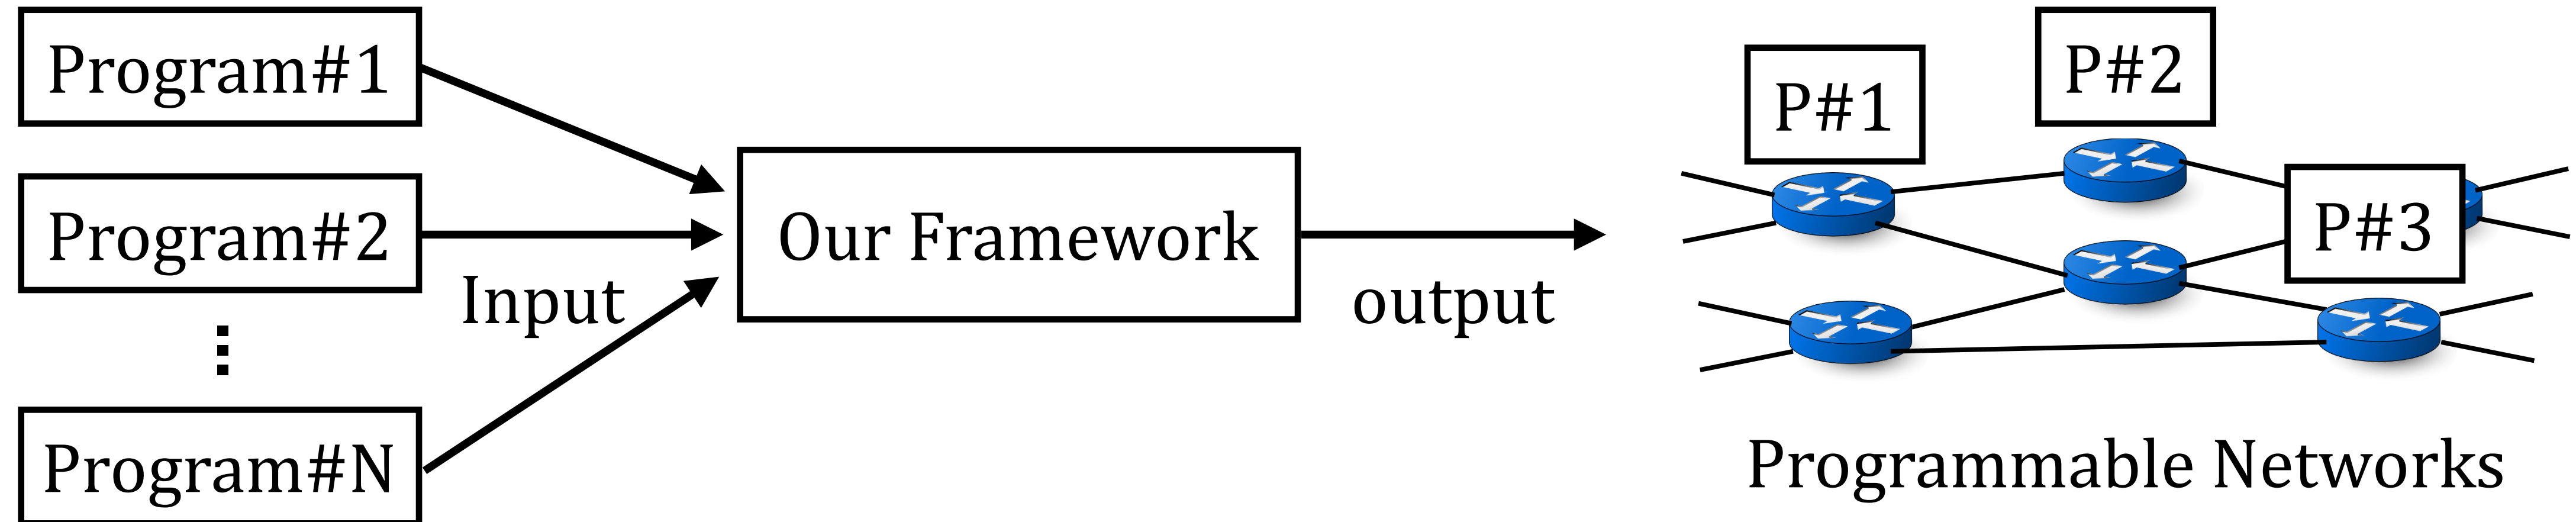 Program#1
Program#2
⋮
Program#N
Input
Our Framework
output
P#1
P#2
P#3
Programmable Networks